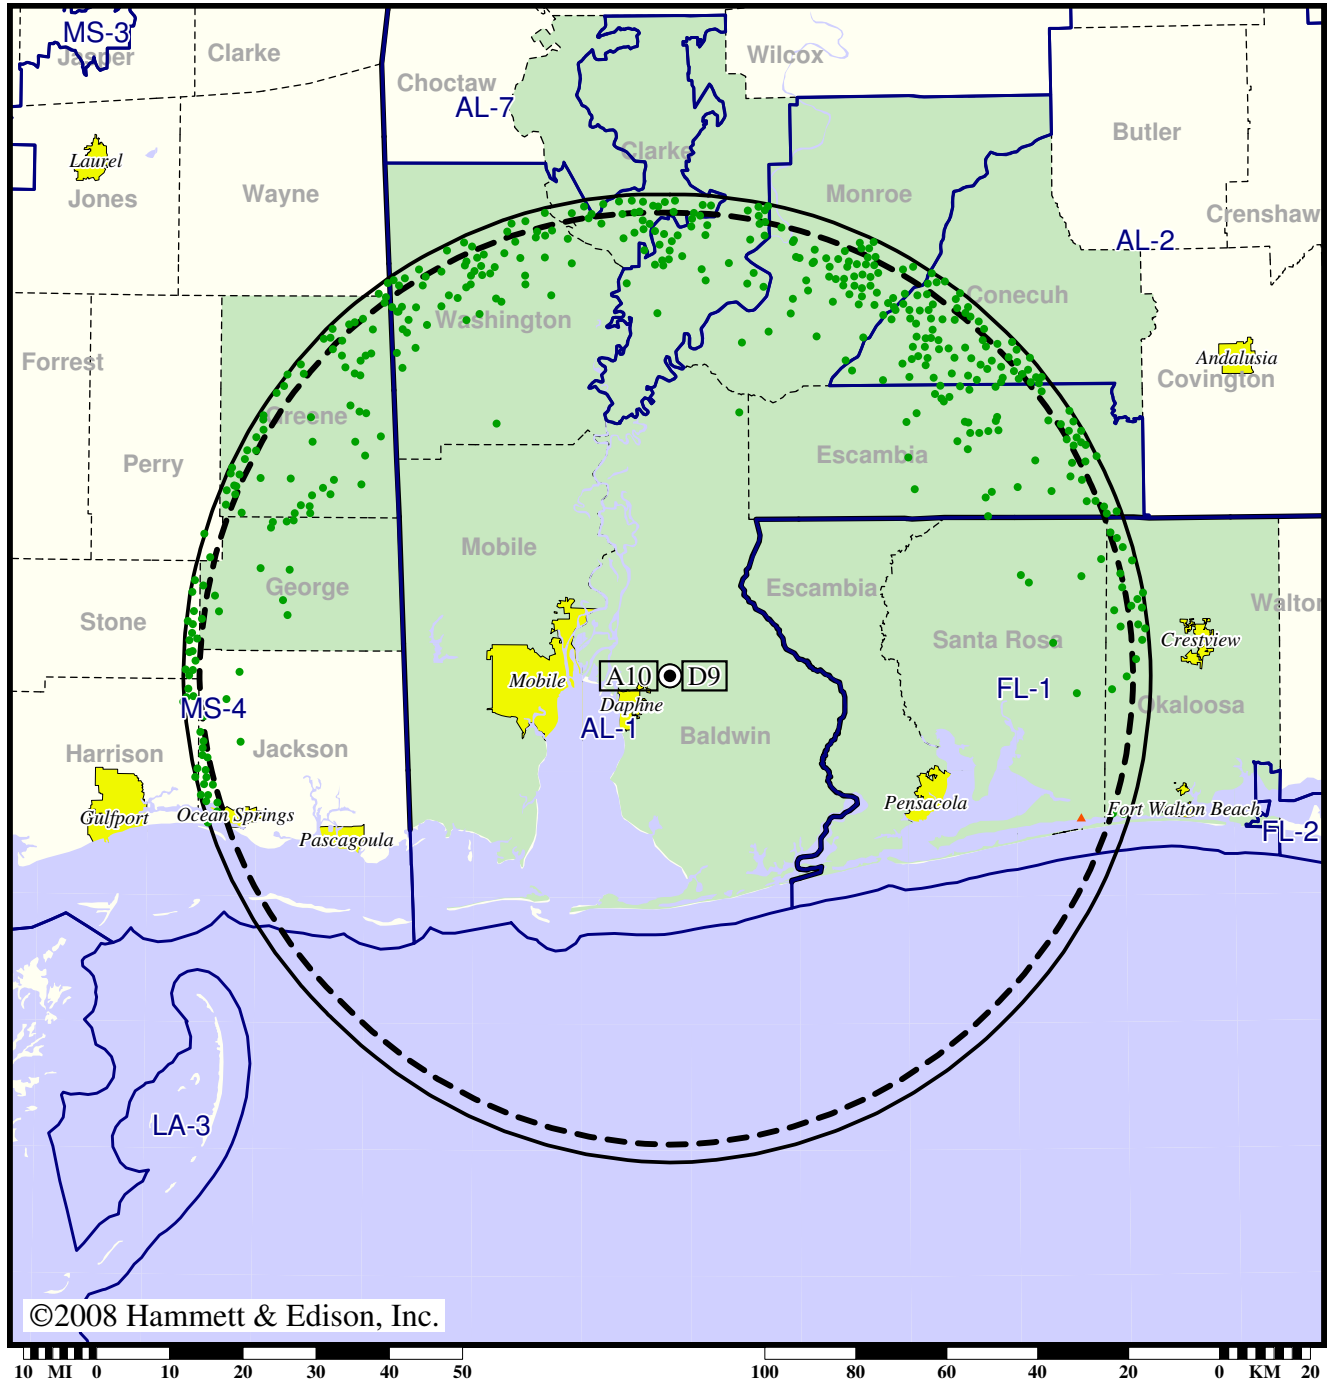 MS-3
Jasper
Clarke
Choctaw
AL-7
Wilcox
Butler
Laurel
Jones
Wayne
Clarke
Monroe
Crenshaw
AL-2
Conecuh
Washington
Forrest
Andalusia
Covington
Greene
Perry
Escambia
Mobile
George
Escambia
Stone
Walton
Santa Rosa
Crestview
A10 D9
Mobile
Daphne
FL-1
MS-4
AL-1
Okaloosa
Baldwin
Harrison
Jackson
Pensacola
Fort Walton Beach
Gulfport
Ocean Springs
Pascagoula
FL-2
LA-3
©2008 Hammett & Edison, Inc.
10 MI 0 10 20 30 40 50 100 80 60 40 20 0 KM 20